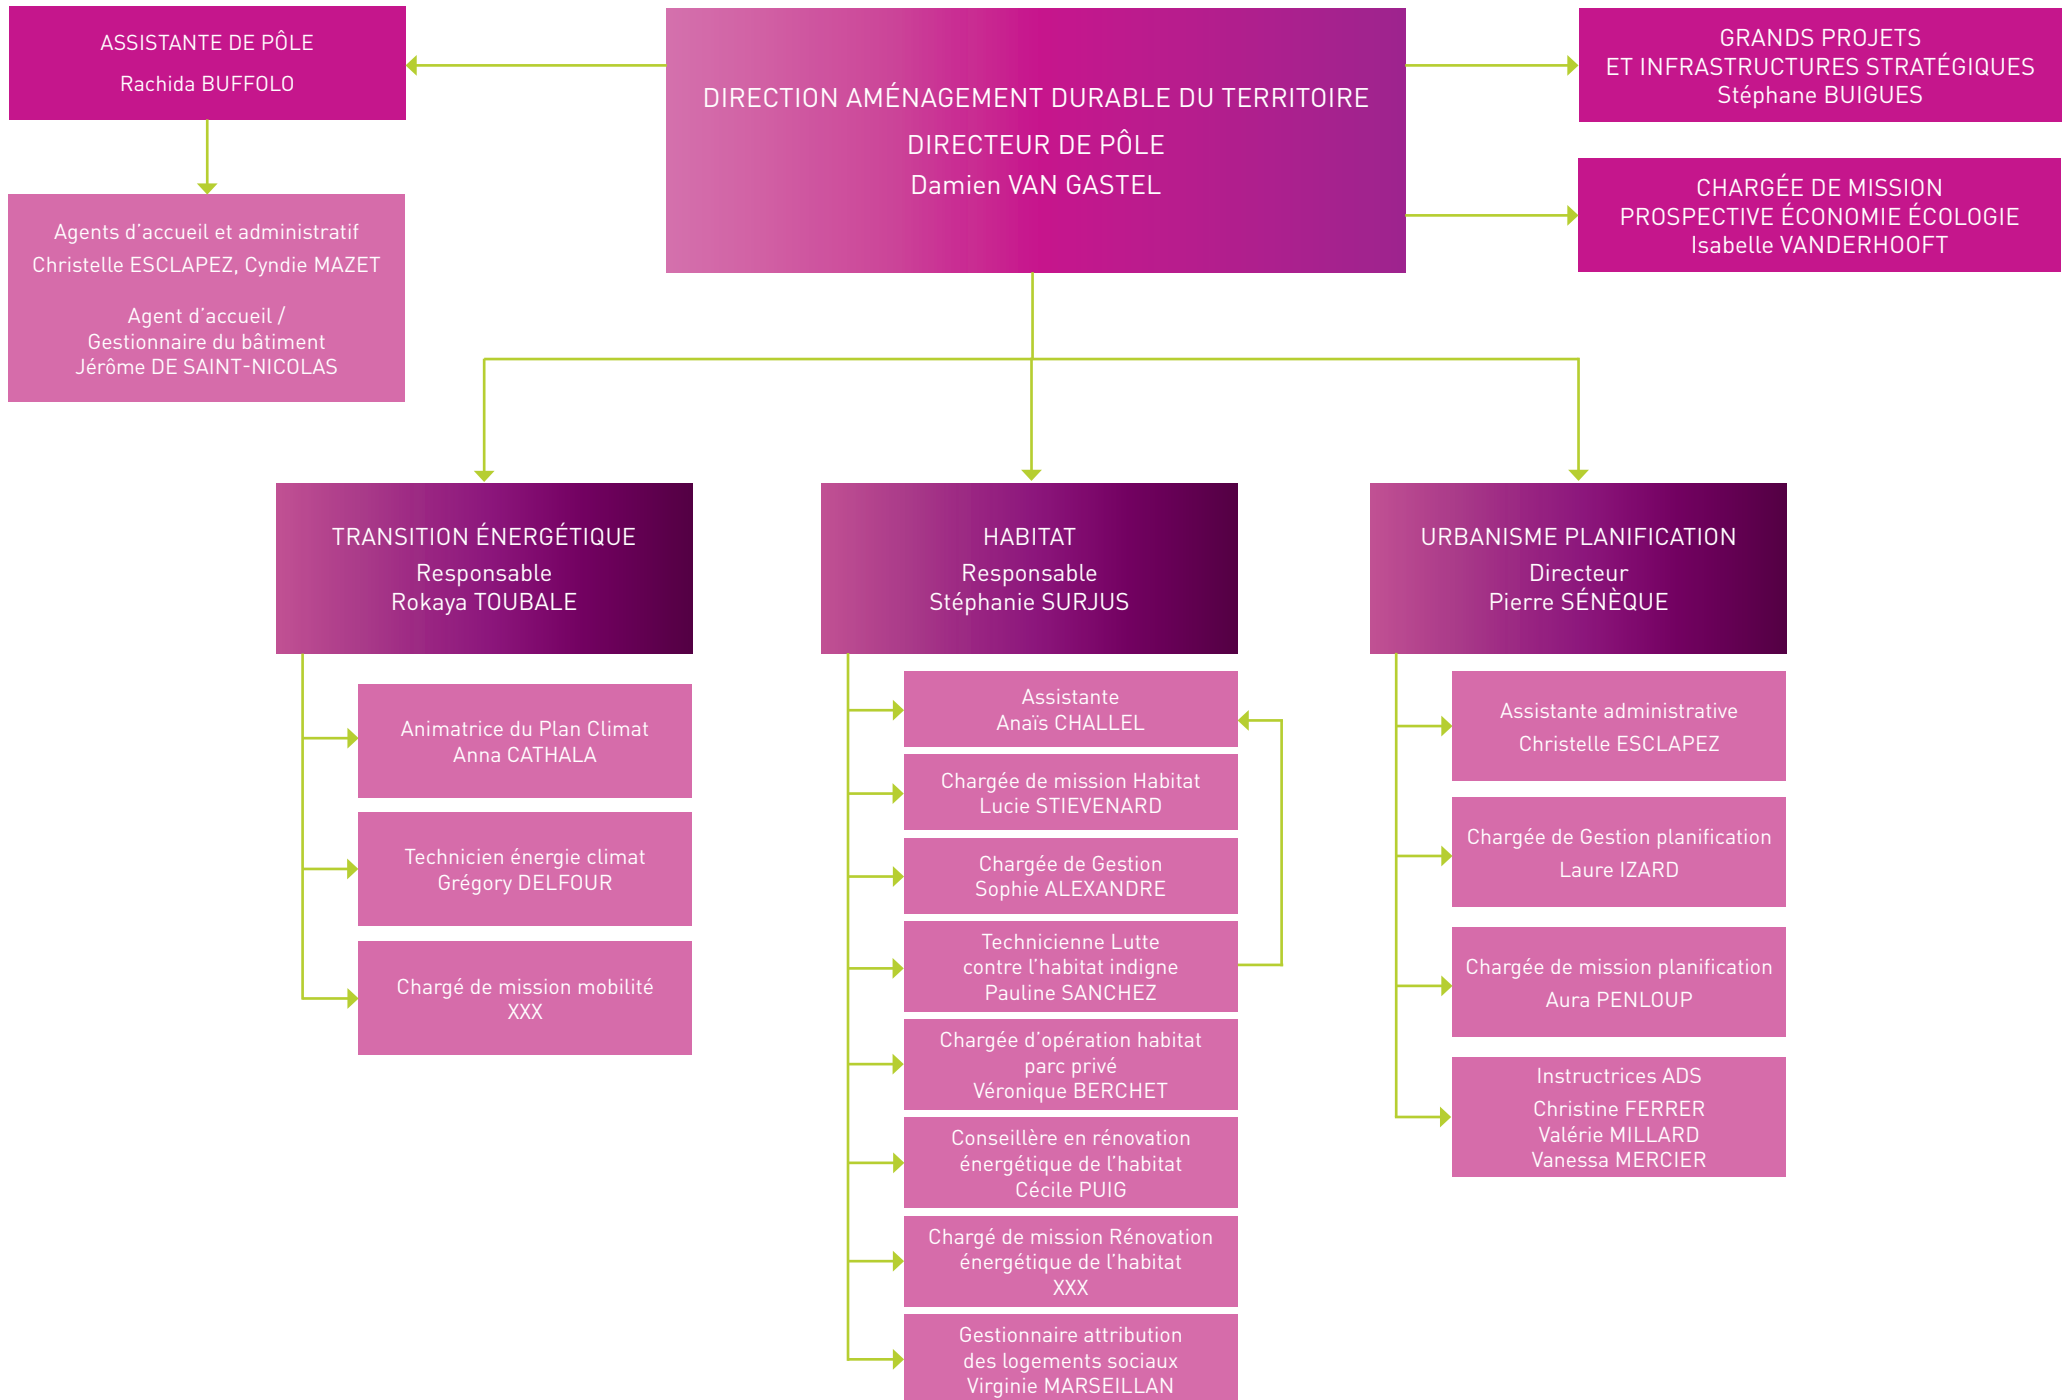 ASSISTANTE DE PÔLE
Rachida BUFFOLO
DIRECTION AMÉNAGEMENT DURABLE DU TERRITOIRE
DIRECTEUR DE PÔLE
Damien VAN GASTEL
GRANDS PROJETS
ET INFRASTRUCTURES STRATÉGIQUES
Stéphane BUIGUES
CHARGÉE DE MISSION
PROSPECTIVE ÉCONOMIE ÉCOLOGIE
Isabelle VANDERHOOFT
Agents d'accueil et administratif
Christelle ESCLAPEZ, Cyndie MAZET
Agent d'accueil /
Gestionnaire du bâtiment
Jérôme DE SAINT-NICOLAS
TRANSITION ÉNERGÉTIQUE
Responsable
Rokaya TOUBALE
Animatrice du Plan Climat
Anna CATHALA
Technicien énergie climat
Grégory DELFOUR
Chargé de mission mobilité
XXX
HABITAT
Responsable
Stéphanie SURJUS
Assistante
Anaïs CHALLEL
Chargée de mission Habitat
Lucie STIEVENARD
Chargée de Gestion
Sophie ALEXANDRE
Technicienne Lutte
contre l'habitat indigne
Pauline SANCHEZ
Chargée d'opération habitat
parc privé
Véronique BERCHET
Conseillère en rénovation
énergétique de l'habitat
Cécile PUIG
Chargé de mission Rénovation
énergétique de l'habitat
XXX
Gestionnaire attribution
des logements sociaux
Virginie MARSEILLAN
URBANISME PLANIFICATION
Directeur
Pierre SÉNÈQUE
Assistante administrative
Christelle ESCLAPEZ
Chargée de Gestion planification
Laure IZARD
Chargée de mission planification
Aura PENLOUP
Instructrices ADS
Christine FERRER
Valérie MILLARD
Vanessa MERCIER